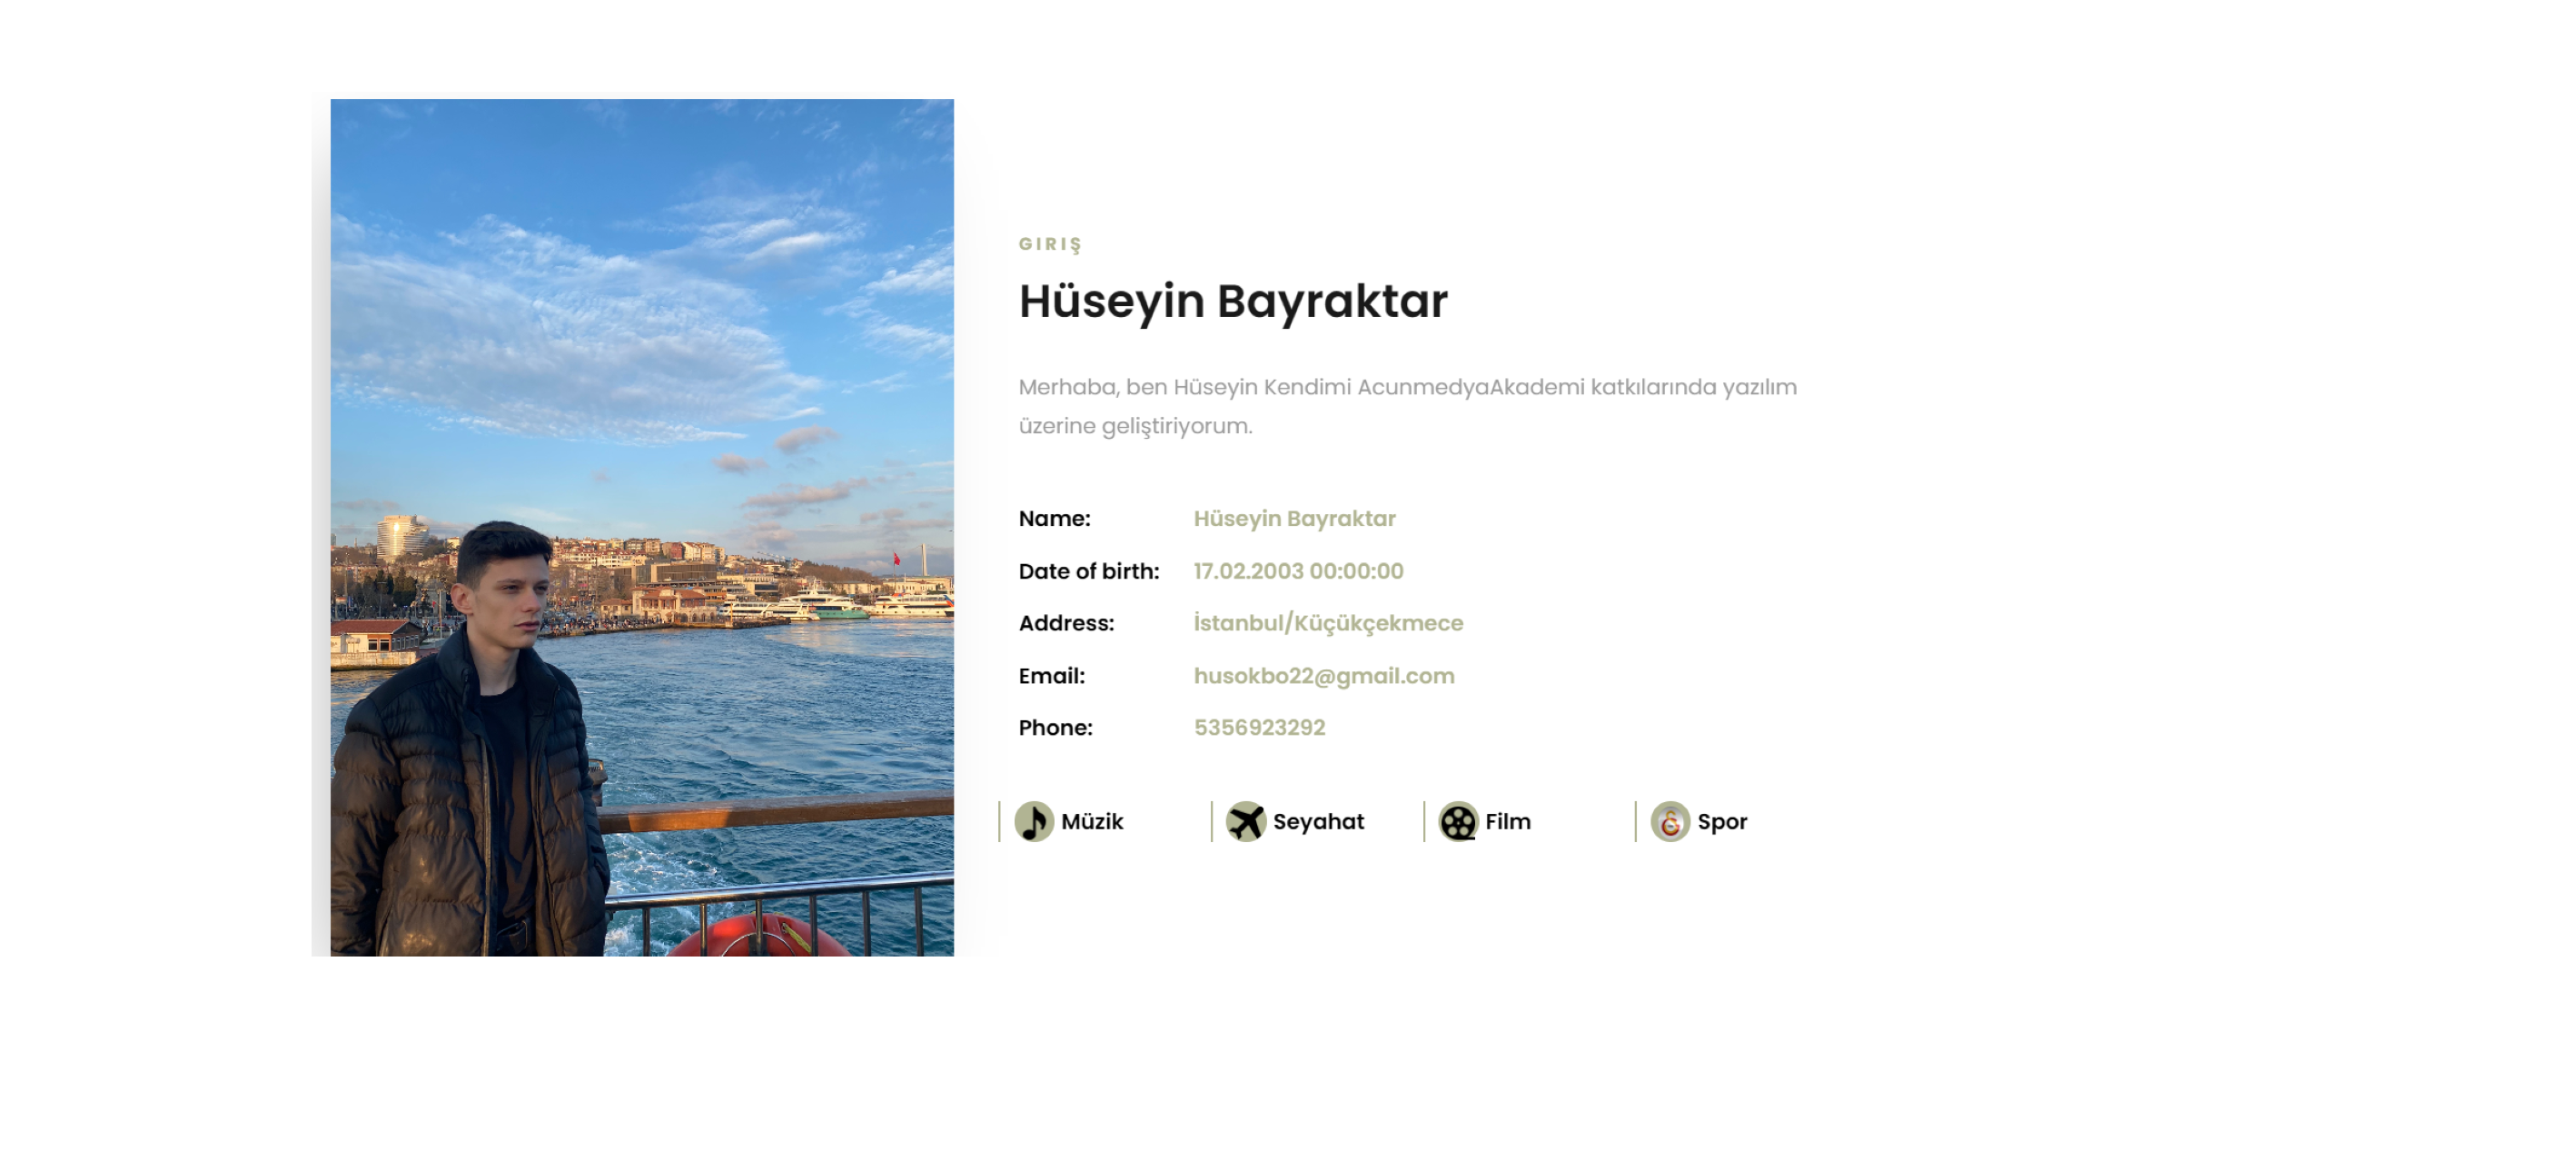 GIRIŞ
Hüseyin Bayraktar
Merhaba, ben Hüseyin Kendimi AcunmedyaAkademi katkılarında yazılım
üzerine geliştiriyorum.
Name: Hüseyin Bayraktar
Date of birth: 17.02.2003 00:00:00
Address: İstanbul/Küçükçekmece
Email: husokbo22@gmail.com
Phone: 5356923292
Müzik Seyahat Film Spor